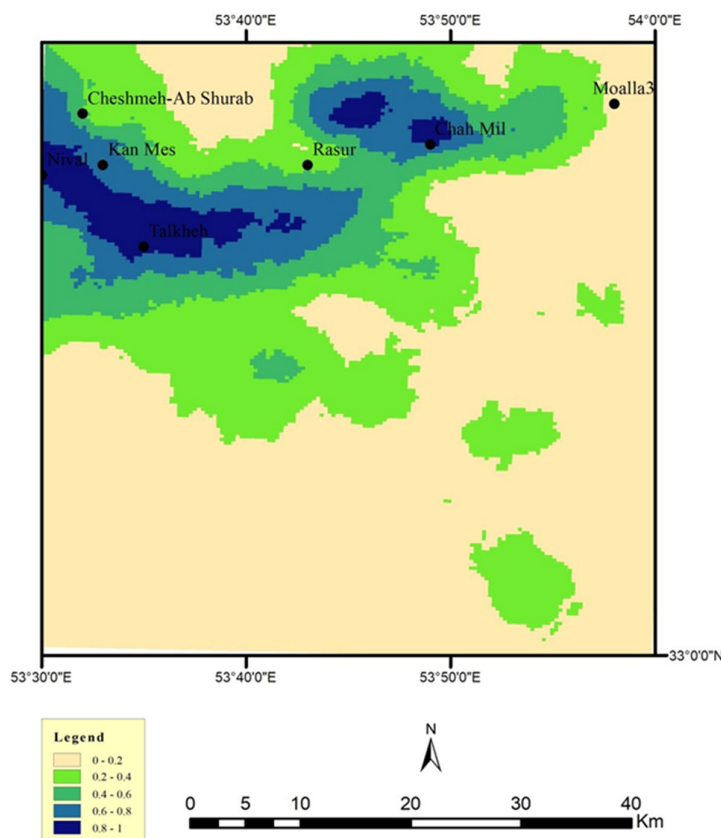 53°40'0"E 53°50'0"E 54°0'0"E
Moalla3
Cheshmeh-Ab Shurab
Chah Mil
Nival Kan Mes Rasur
Talkheh
33°0'0"N
53°30'0"E 53°40'0"E 53°50'0"E
N
Legend
0 - 0.2
0.2 - 0.4
0.4 - 0.6
0.6 - 0.8
0.8 - 1
0 5 10 20 30 40
Km